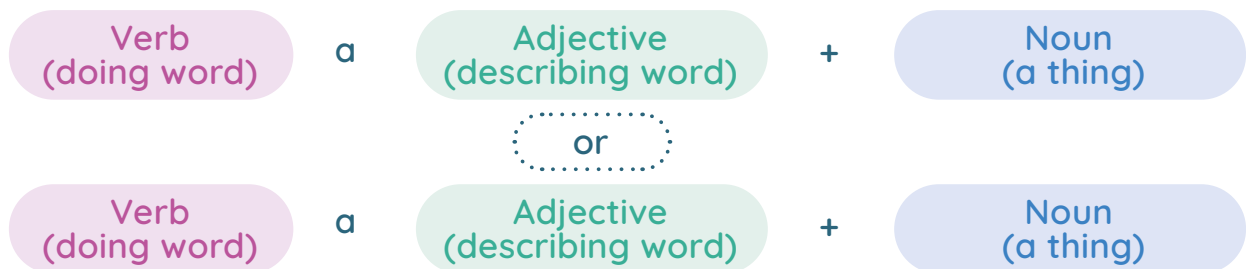 Verb
(doing word)
a
Adjective
(describing word)
+
Noun
(a thing)
or
Verb
(doing word)
a
Adjective
(describing word)
+
Noun
(a thing)